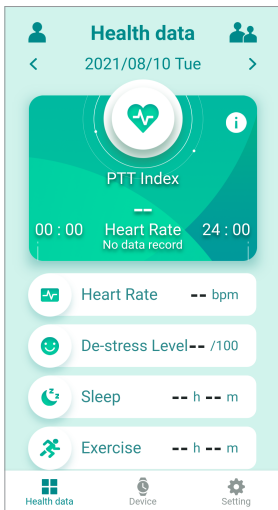 Health data
2021/08/10 Tue
PTT Index
--
00 : 00 Heart Rate 24 : 00
No data record
Heart Rate -- bpm
De-stress Level-- /100
Sleep -- h -- m
Exercise -- h -- m
Health data Device Setting